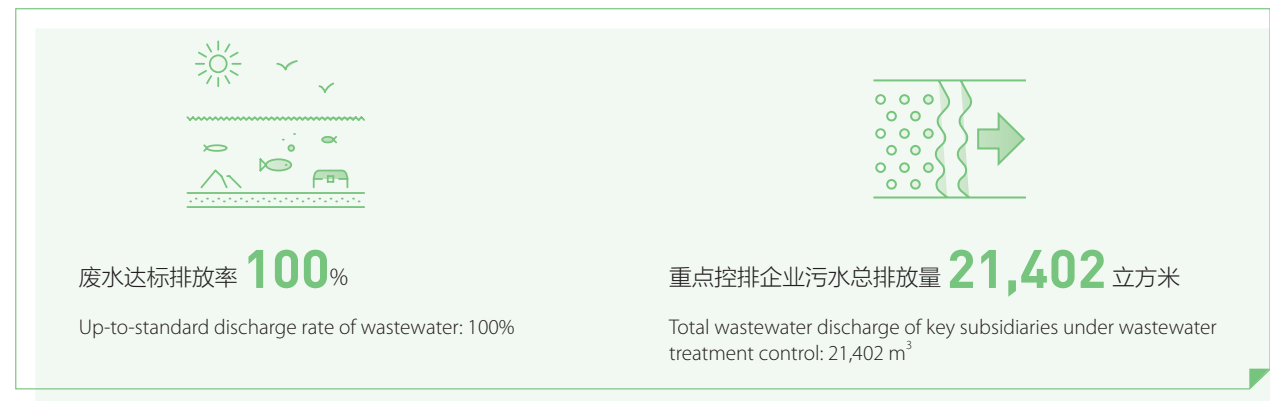 废水达标排放率 100%
Up-to-standard discharge rate of wastewater: 100%
重点控排企业污水总排放量 21,402 立方米
Total wastewater discharge of key subsidiaries under wastewater
treatment control: 21,402 m³